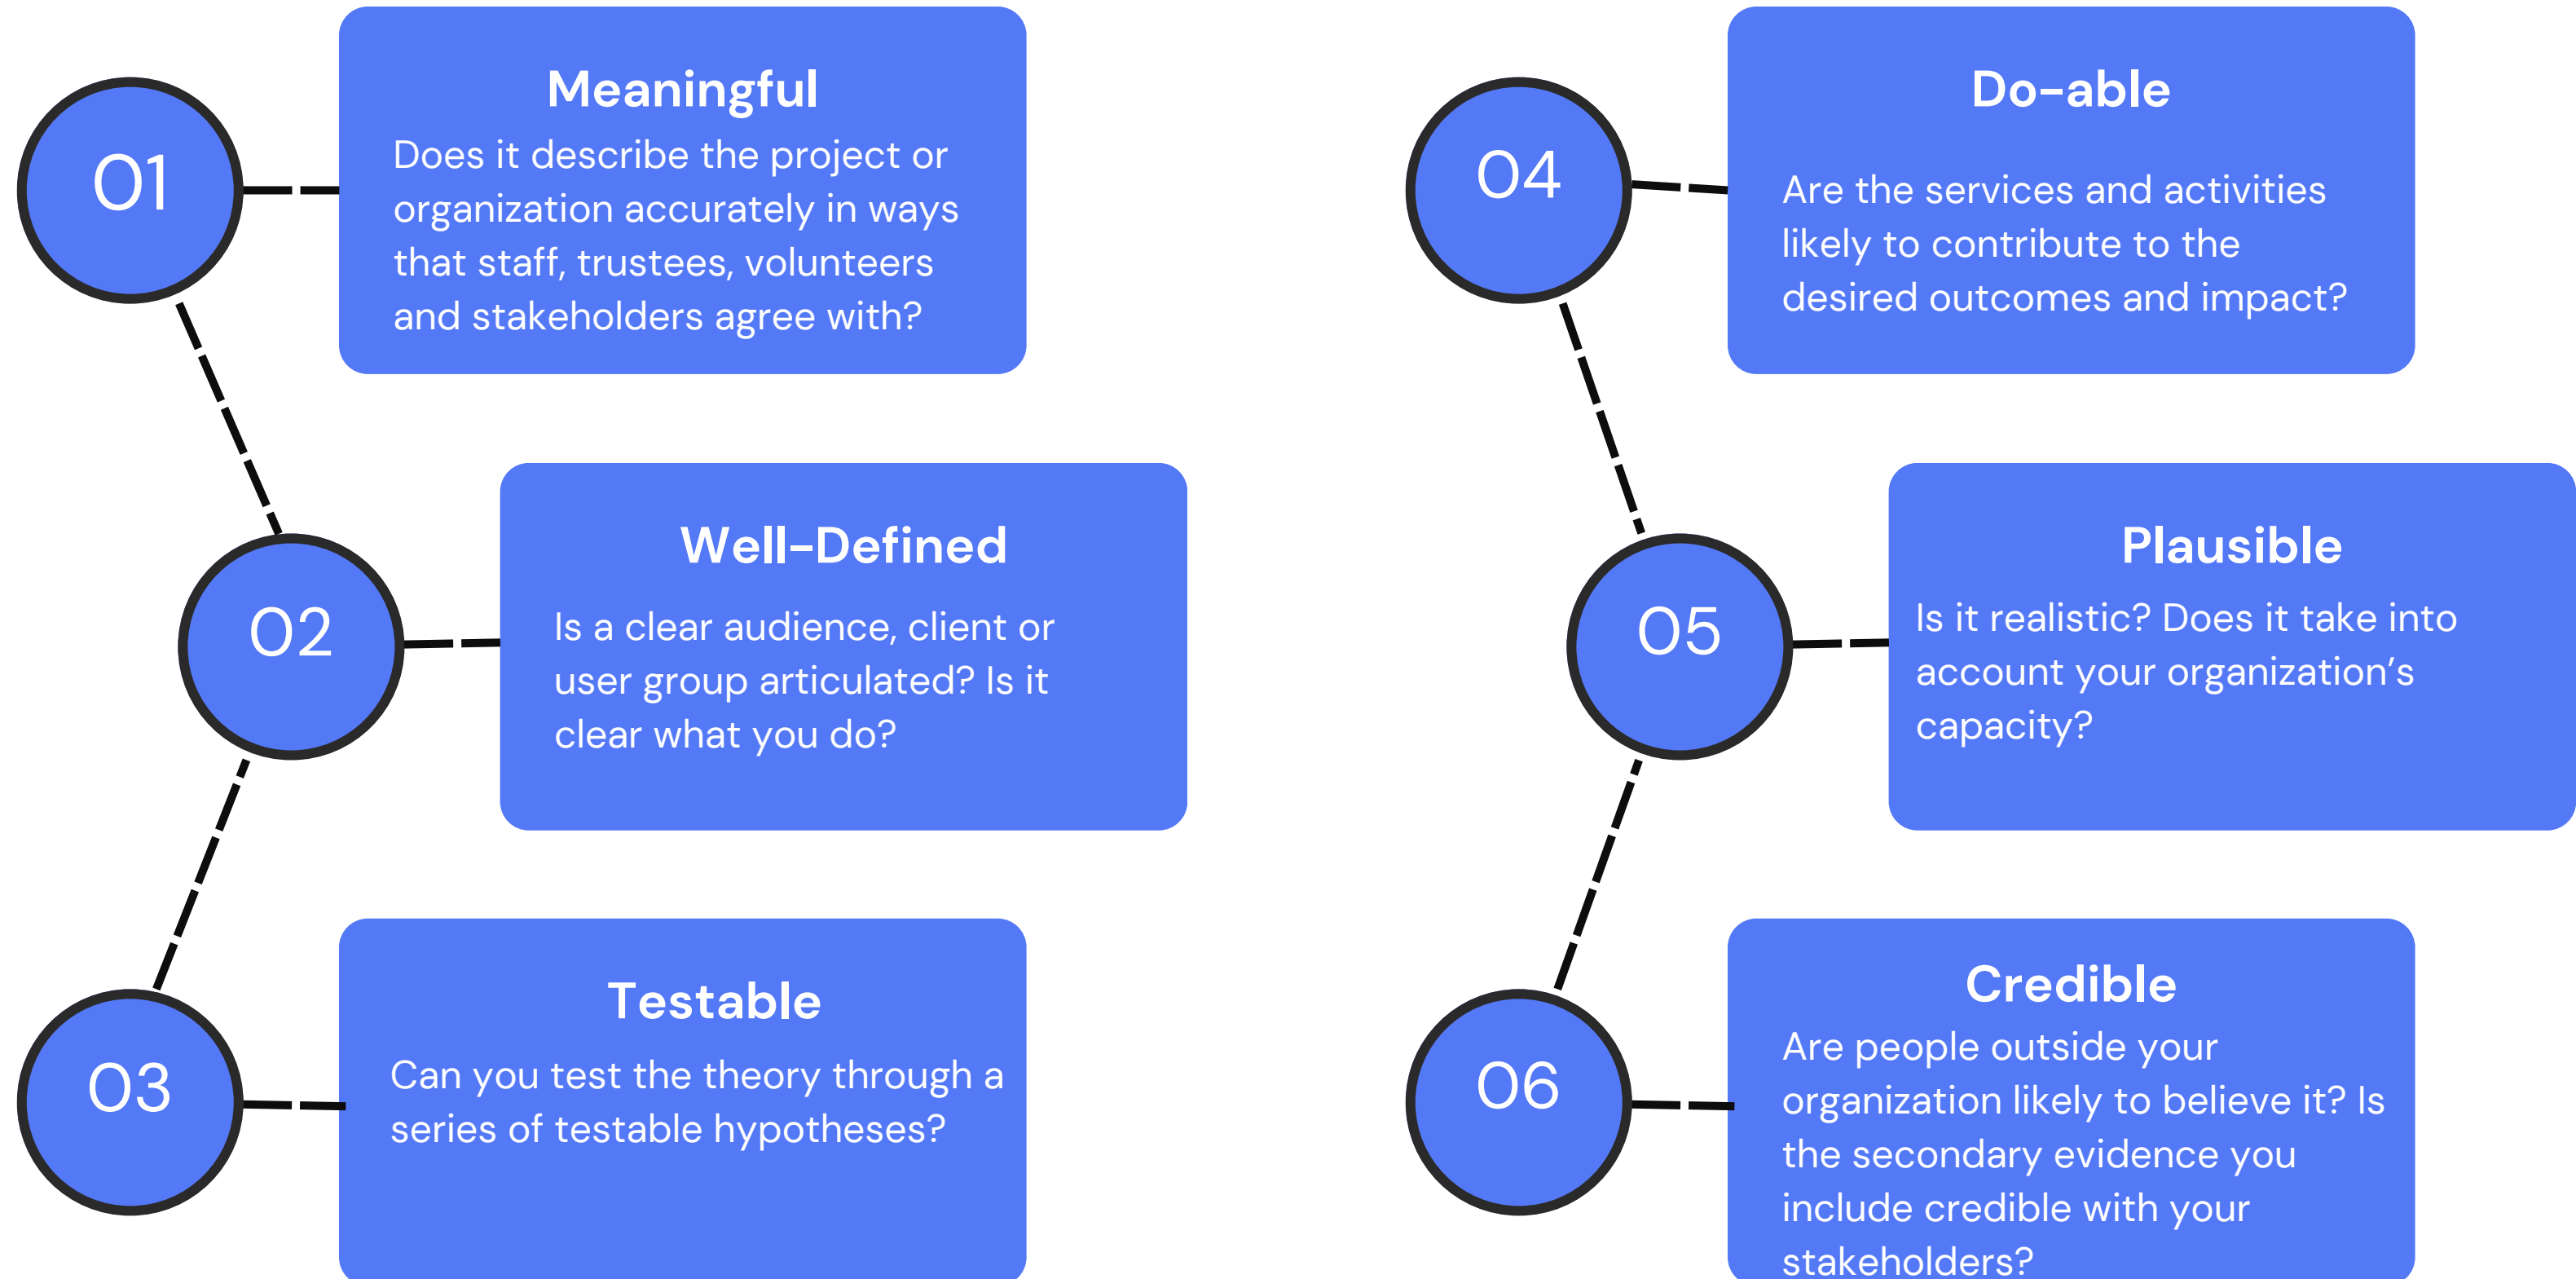 01
Meaningful
Does it describe the project or
organization accurately in ways
that staff, trustees, volunteers
and stakeholders agree with?
02
Well-Defined
Is a clear audience, client or
user group articulated? Is it
clear what you do?
03
Testable
Can you test the theory through a
series of testable hypotheses?
04
Do-able
Are the services and activities
likely to contribute to the
desired outcomes and impact?
05
Plausible
Is it realistic? Does it take into
account your organization’s
capacity?
06
Credible
Are people outside your
organization likely to believe it? Is
the secondary evidence you
include credible with your
stakeholders?